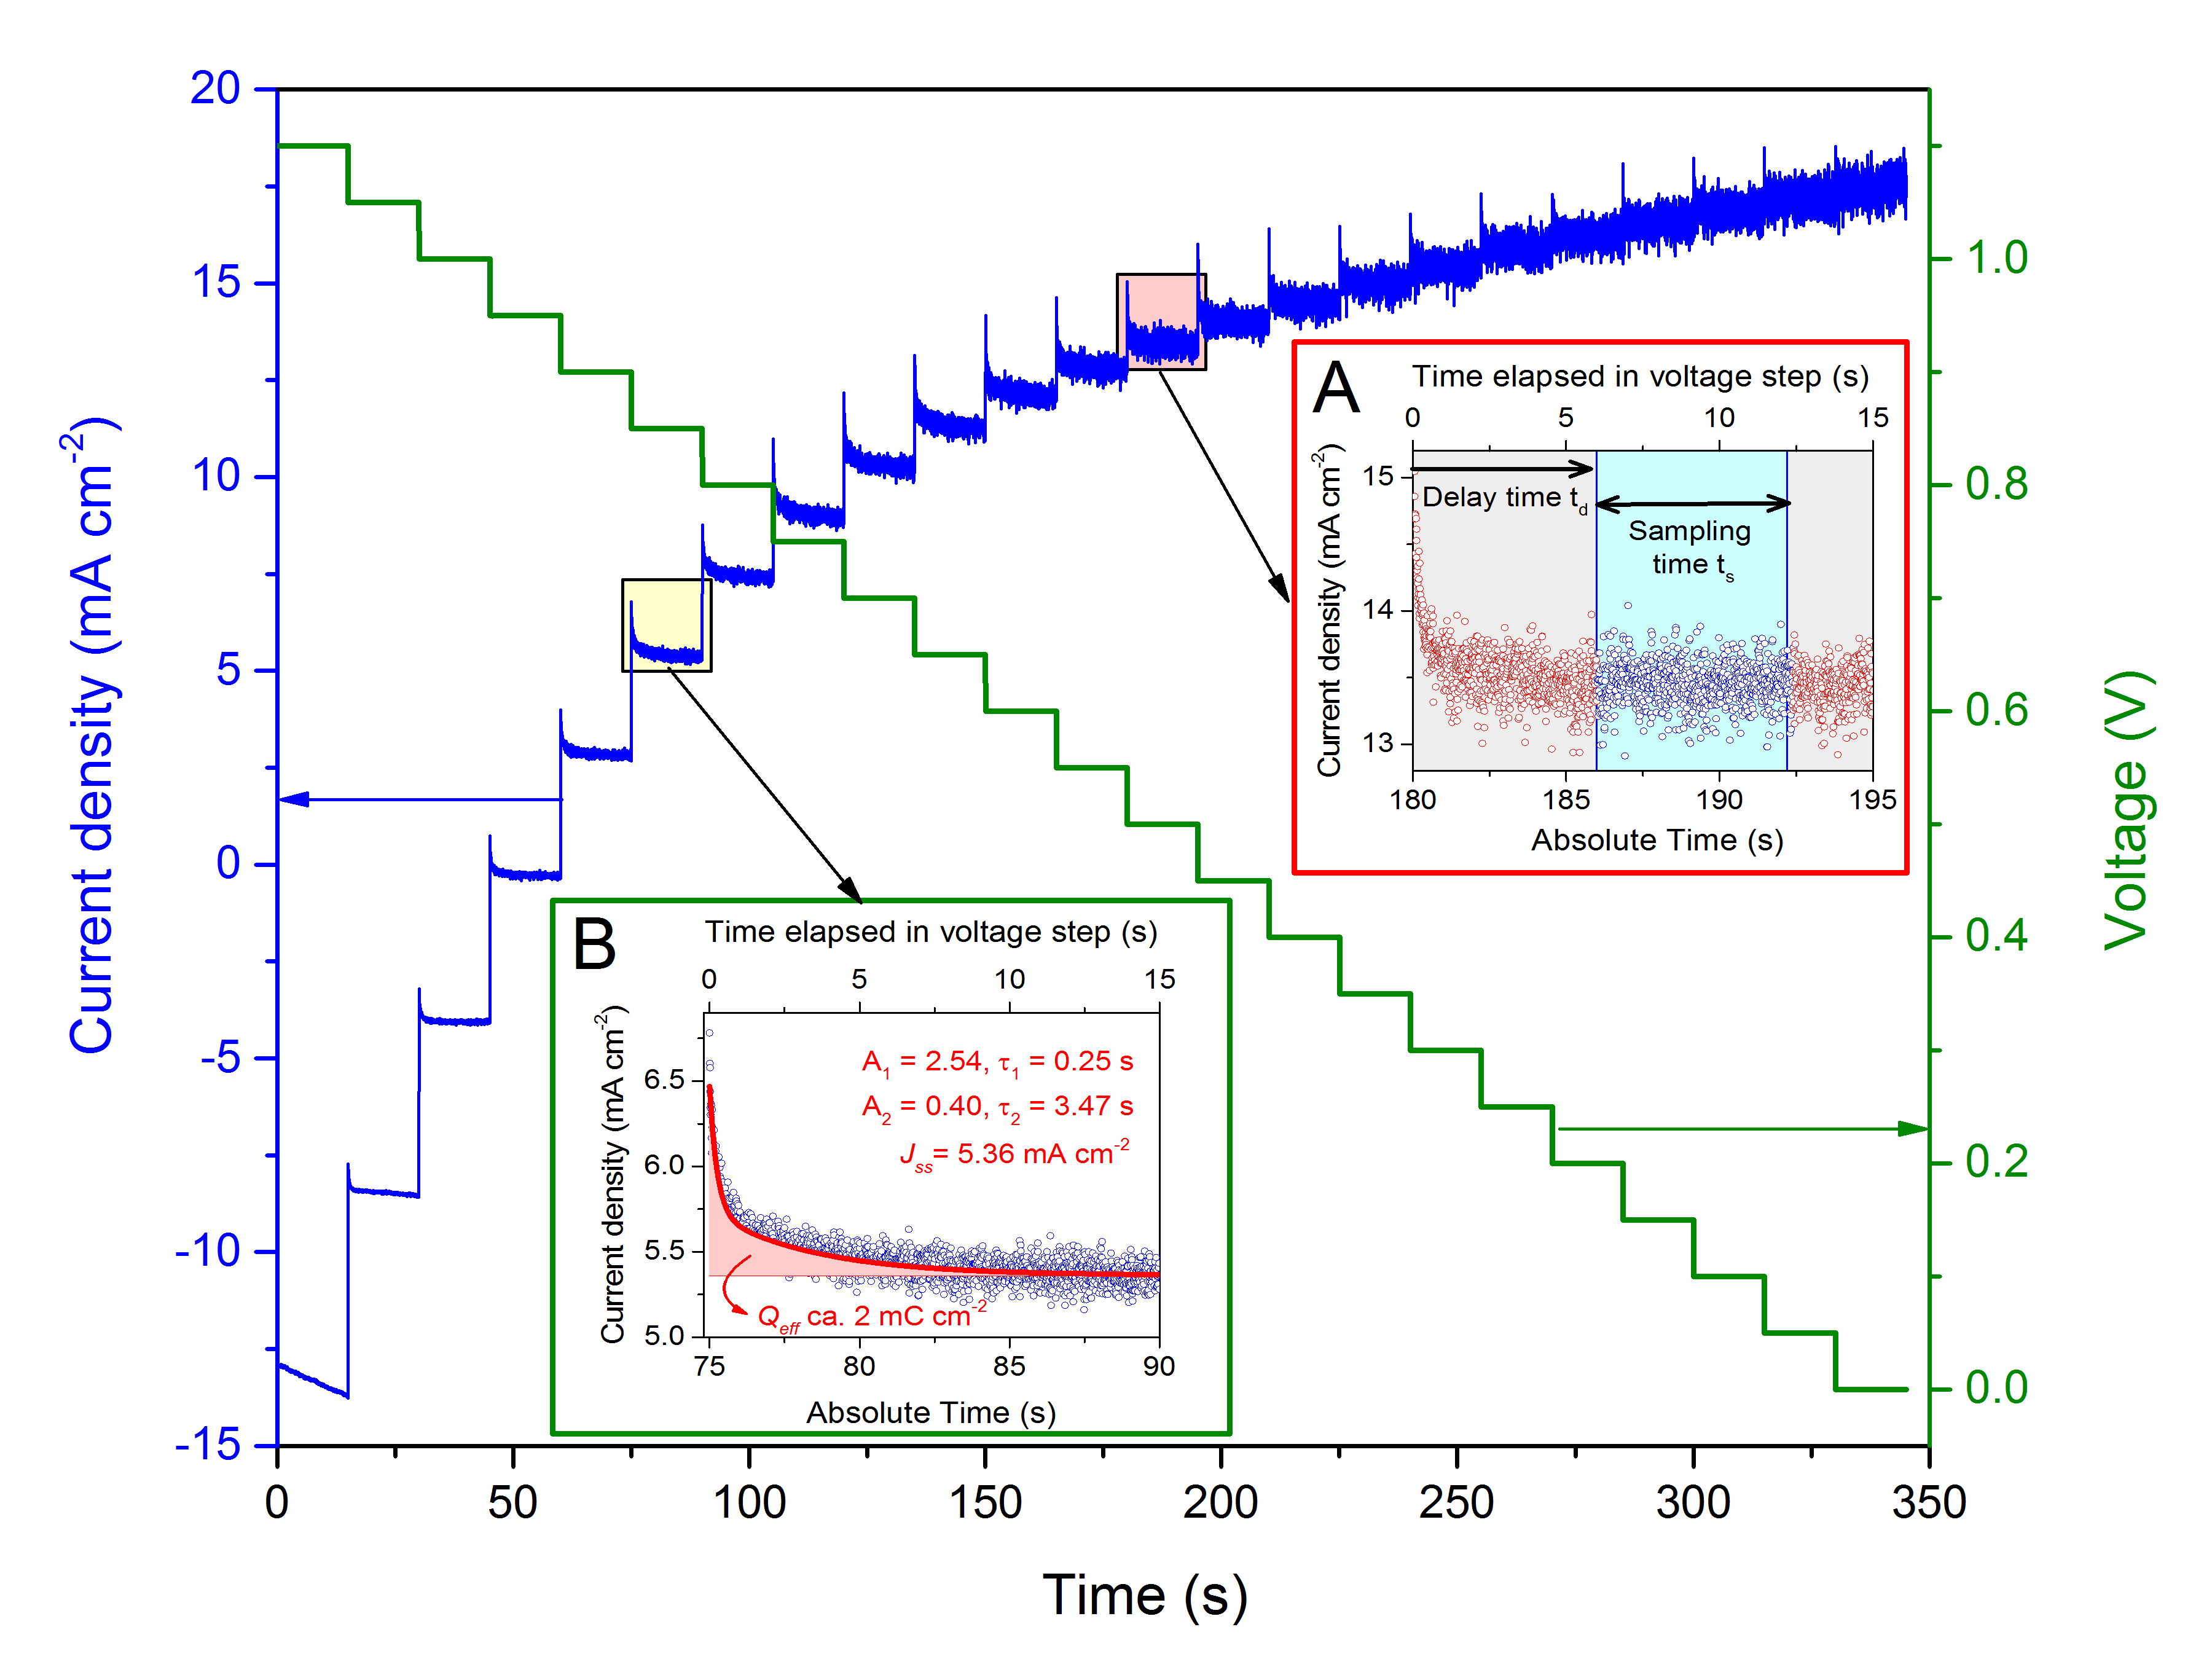 20
15
10
5
0
-5
-10
-15
Current density (mA cm-2)
0 50 100 150 200 250 300 350
Time (s)
1.0
0.8
0.6
0.4
0.2
0.0
Voltage (V)
A
Time elapsed in voltage step (s)
0 5 10 15
Current density (mA cm-2)
15
14
13
Delay time td
Sampling
time ts
180 185 190 195
Absolute Time (s)
B
Time elapsed in voltage step (s)
0 5 10 15
Current density (mA cm-2)
6.5
6.0
5.5
5.0
A1 = 2.54, τ1 = 0.25 s
A2 = 0.40, τ2 = 3.47 s
Jss= 5.36 mA cm-2
Qeff ca. 2 mC cm-2
75 80 85 90
Absolute Time (s)